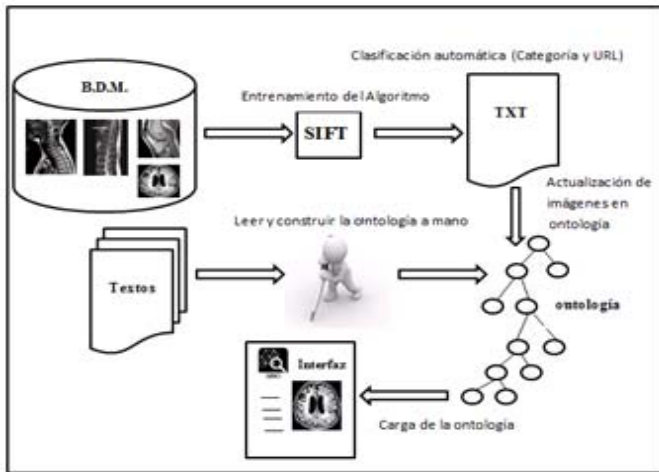 Clasificación automática (Categoría y URL)
B.D.M.
Entrenamiento del Algoritmo
SIFT
TXT
Actualización de
imágenes en
ontología
Leer y construir la ontología a mano
Textos
ontología
Interfaz
Carga de la ontología